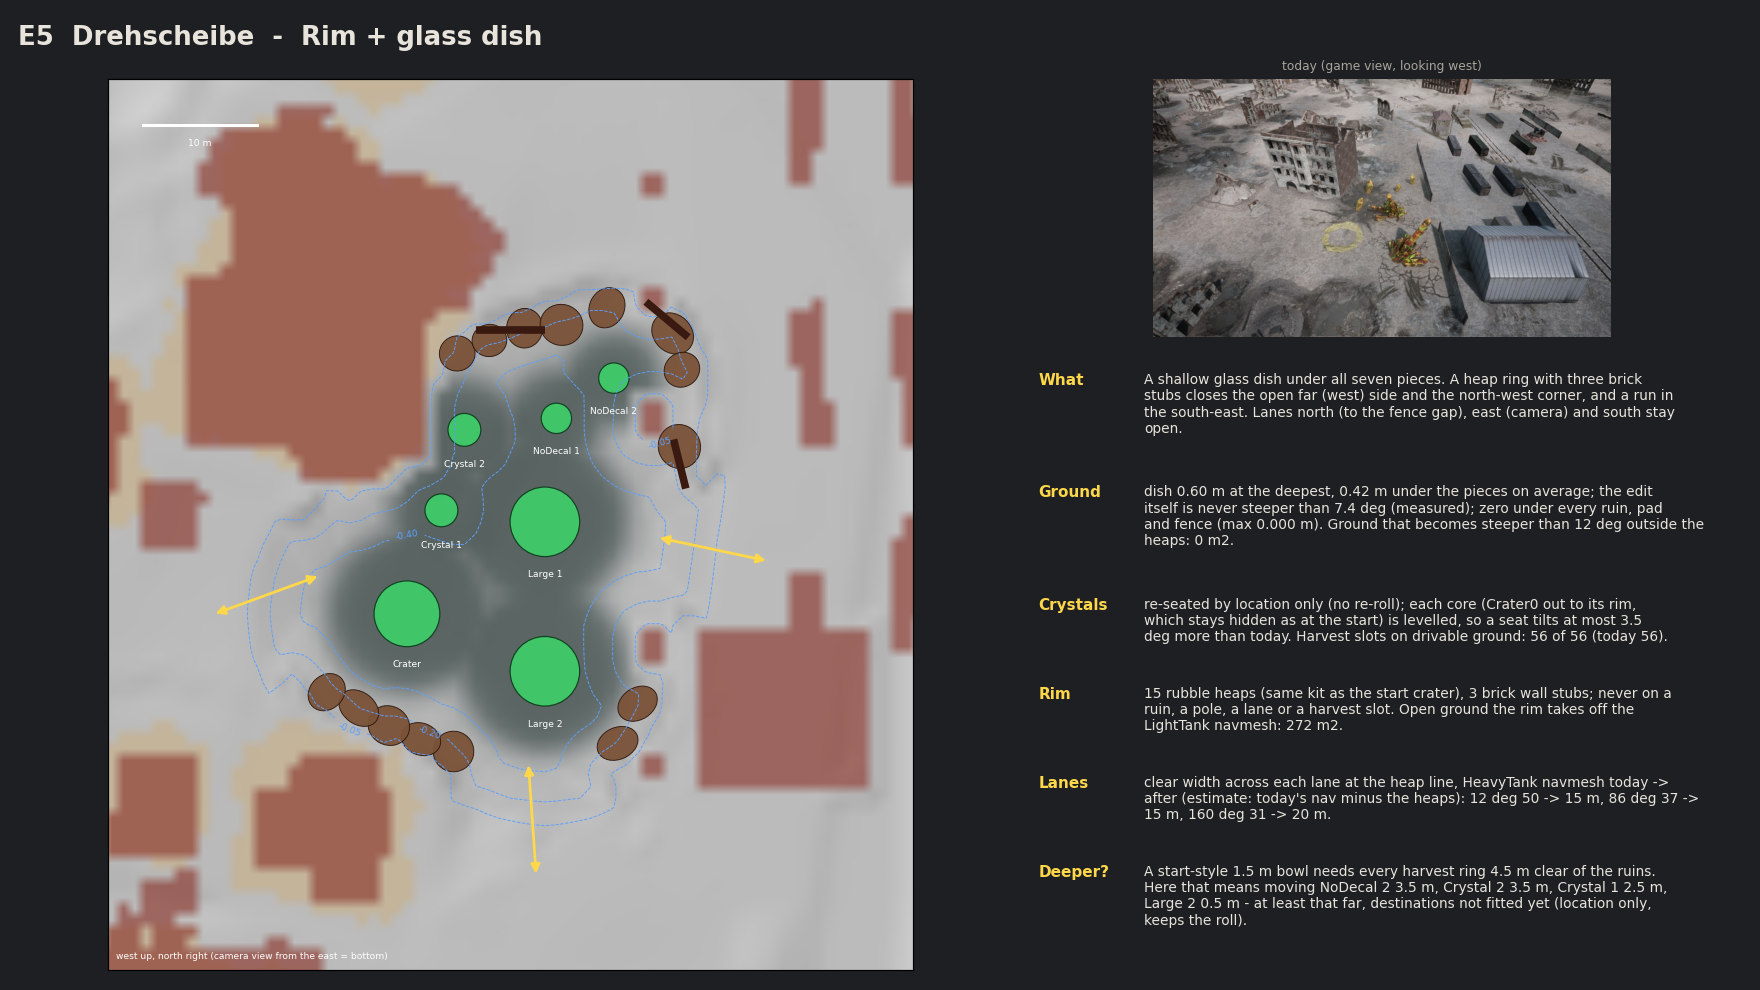 E5  Drehscheibe  -  Rim + glass dish
today (game view, looking west)
10 m
NoDecal 2
NoDecal 1
Crystal 2
-0.05
-0.40
Crystal 1
Large 1
Crater
Large 2
-0.05
-0.20
west up, north right (camera view from the east = bottom)
What
A shallow glass dish under all seven pieces. A heap ring with three brick
stubs closes the open far (west) side and the north-west corner, and a run in
the south-east. Lanes north (to the fence gap), east (camera) and south stay
open.
Ground
dish 0.60 m at the deepest, 0.42 m under the pieces on average; the edit
itself is never steeper than 7.4 deg (measured); zero under every ruin, pad
and fence (max 0.000 m). Ground that becomes steeper than 12 deg outside the
heaps: 0 m2.
Crystals
re-seated by location only (no re-roll); each core (Crater0 out to its rim,
which stays hidden as at the start) is levelled, so a seat tilts at most 3.5
deg more than today. Harvest slots on drivable ground: 56 of 56 (today 56).
Rim
15 rubble heaps (same kit as the start crater), 3 brick wall stubs; never on a
ruin, a pole, a lane or a harvest slot. Open ground the rim takes off the
LightTank navmesh: 272 m2.
Lanes
clear width across each lane at the heap line, HeavyTank navmesh today ->
after (estimate: today's nav minus the heaps): 12 deg 50 -> 15 m, 86 deg 37 ->
15 m, 160 deg 31 -> 20 m.
Deeper?
A start-style 1.5 m bowl needs every harvest ring 4.5 m clear of the ruins.
Here that means moving NoDecal 2 3.5 m, Crystal 2 3.5 m, Crystal 1 2.5 m,
Large 2 0.5 m - at least that far, destinations not fitted yet (location only,
keeps the roll).